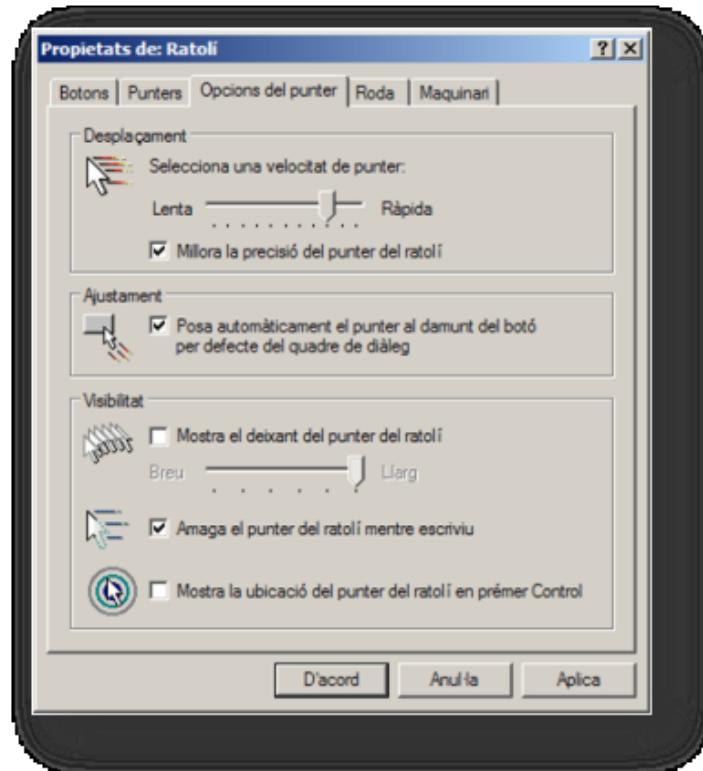 Propietats de: Ratolí
Botons Punters Opcions del punter Roda Maquinari
Desplaçament
Selecciona una velocitat de punter:
Lenta Ràpida
Millora la precisió del punter del ratolí
Ajustament
Posa automàticament el punter al damunt del botó
per defecte del quadre de diàleg
Visibilitat
Mostra el deixant del punter del ratolí
Breu Llarg
Amaga el punter del ratolí mentre escriviu
Mostra la ubicació del punter del ratolí en prémer Control
D'acord Anul·la Aplica